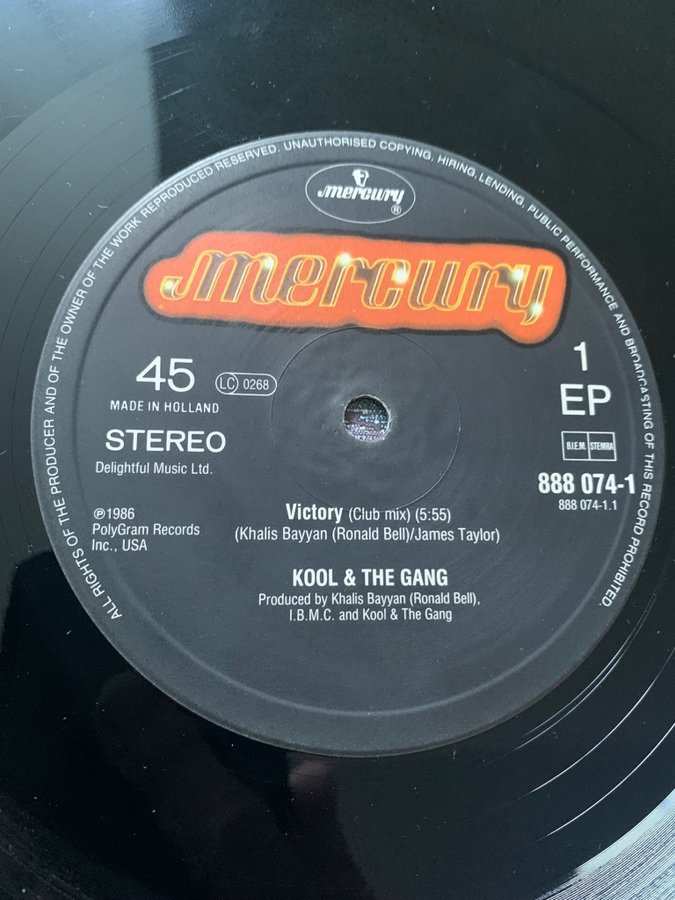 ALL RIGHTS OF THE PRODUCER AND OF THE OWNER OF THE WORK REPRODUCED RESERVED. UNAUTHORISED COPYING, HIRING, LENDING, PUBLIC PERFORMANCE AND BROADCASTING OF THIS RECORD PROHIBITED.
mercury
®
mercury
45
LC 0268
MADE IN HOLLAND
STEREO
Delightful Music Ltd.
1
EP
B.I.E.M. STEMRA
888 074-1
888 074-1.1
℗1986
PolyGram Records
Inc., USA
Victory (Club mix) (5:55)
(Khalis Bayyan (Ronald Bell)/James Taylor)
KOOL & THE GANG
Produced by Khalis Bayyan (Ronald Bell),
I.B.M.C. and Kool & The Gang